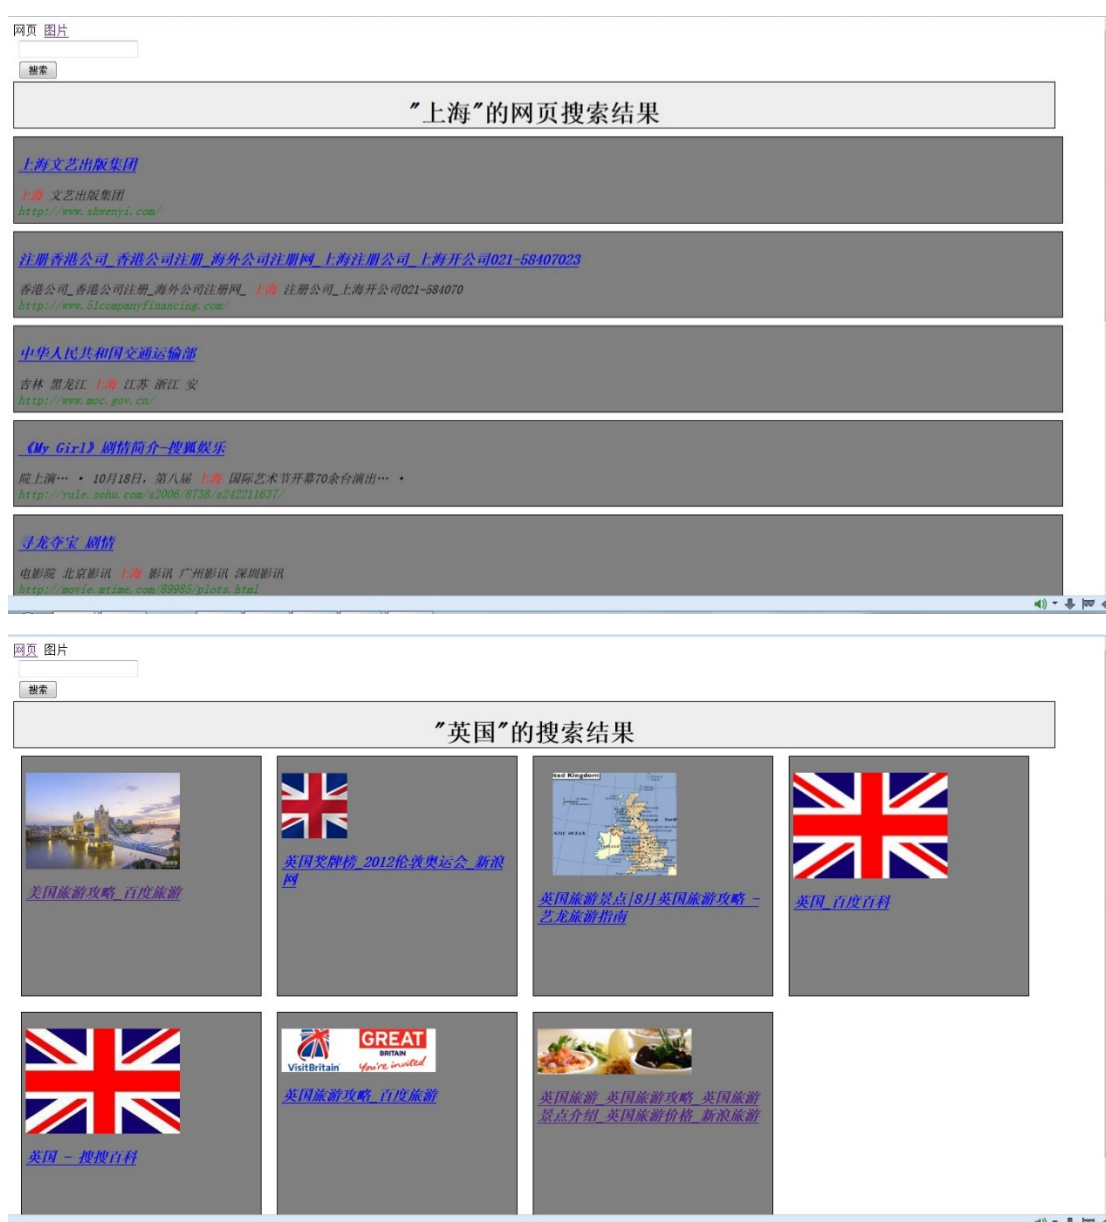 网页 图片
搜索
"上海"的网页搜索结果
上海文艺出版集团
上海 文艺出版集团
http://www.shwenyi.com/
注册香港公司_香港公司注册_海外公司注册网_上海注册公司_上海开公司021-58407023
香港公司_香港公司注册_海外公司注册网_ 上海 注册公司_上海开公司021-584070
http://www.51companyfinancing.com/
中华人民共和国交通运输部
吉林 黑龙江 上海 江苏 浙江 安
http://www.moc.gov.cn/
《My Girl》剧情简介-搜狐娱乐
院上演… • 10月18日，第八届 上海 国际艺术节开幕70余台演出… •
http://yule.sohu.com/s2006/8738/s242211637/
寻龙夺宝 剧情
电影院 北京影讯 上海 影讯 广州影讯 深圳影讯
http://movie.mtime.com/89985/plots.html
网页 图片
搜索
"英国"的搜索结果
美国旅游攻略_百度旅游
英国奖牌榜_2012伦敦奥运会_新浪
网
英国旅游景点|8月英国旅游攻略 -
艺龙旅游指南
英国_百度百科
英国 - 搜搜百科
GREAT
BRITAIN
VisitBritain
You're invited
英国旅游攻略_百度旅游
英国旅游_英国旅游攻略_英国旅游
景点介绍_英国旅游价格_新浪旅游